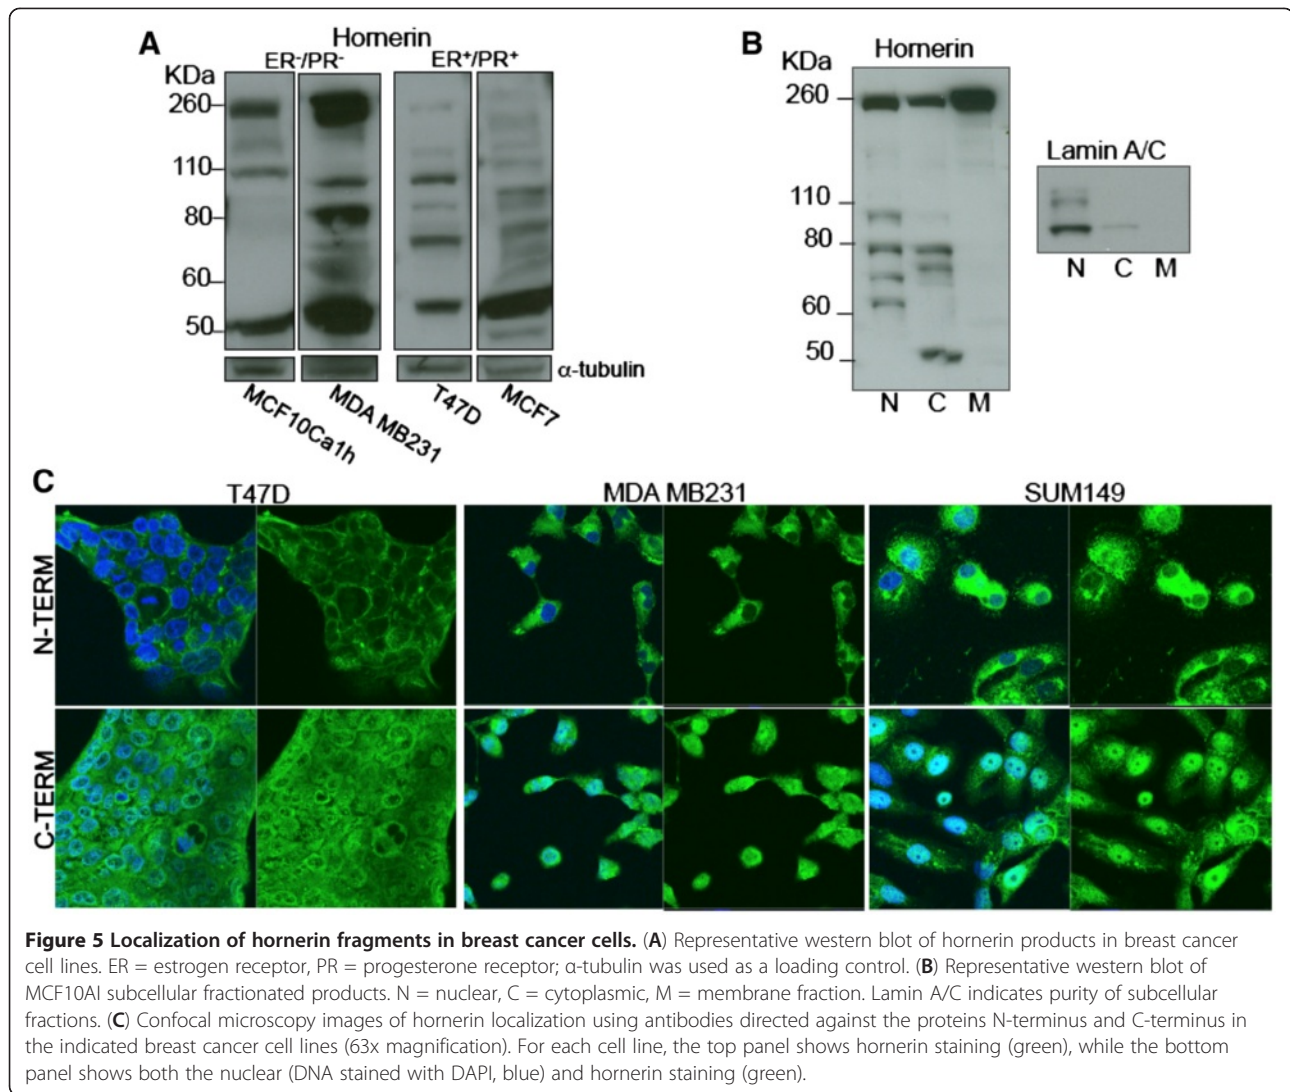 A
Hornerin
ER-/PR-
ER+/PR+
KDa
260
110
80
60
50
α-tubulin
MCF10Ca1h
MDA MB231
T47D
MCF7
B
Hornerin
KDa
260
110
80
60
50
N C M
Lamin A/C
N C M
C
T47D
MDA MB231
SUM149
N-TERM
C-TERM
Figure 5 Localization of hornerin fragments in breast cancer cells. (A) Representative western blot of hornerin products in breast cancer
cell lines. ER = estrogen receptor, PR = progesterone receptor; α-tubulin was used as a loading control. (B) Representative western blot of
MCF10AI subcellular fractionated products. N = nuclear, C = cytoplasmic, M = membrane fraction. Lamin A/C indicates purity of subcellular
fractions. (C) Confocal microscopy images of hornerin localization using antibodies directed against the proteins N-terminus and C-terminus in
the indicated breast cancer cell lines (63x magnification). For each cell line, the top panel shows hornerin staining (green), while the bottom
panel shows both the nuclear (DNA stained with DAPI, blue) and hornerin staining (green).